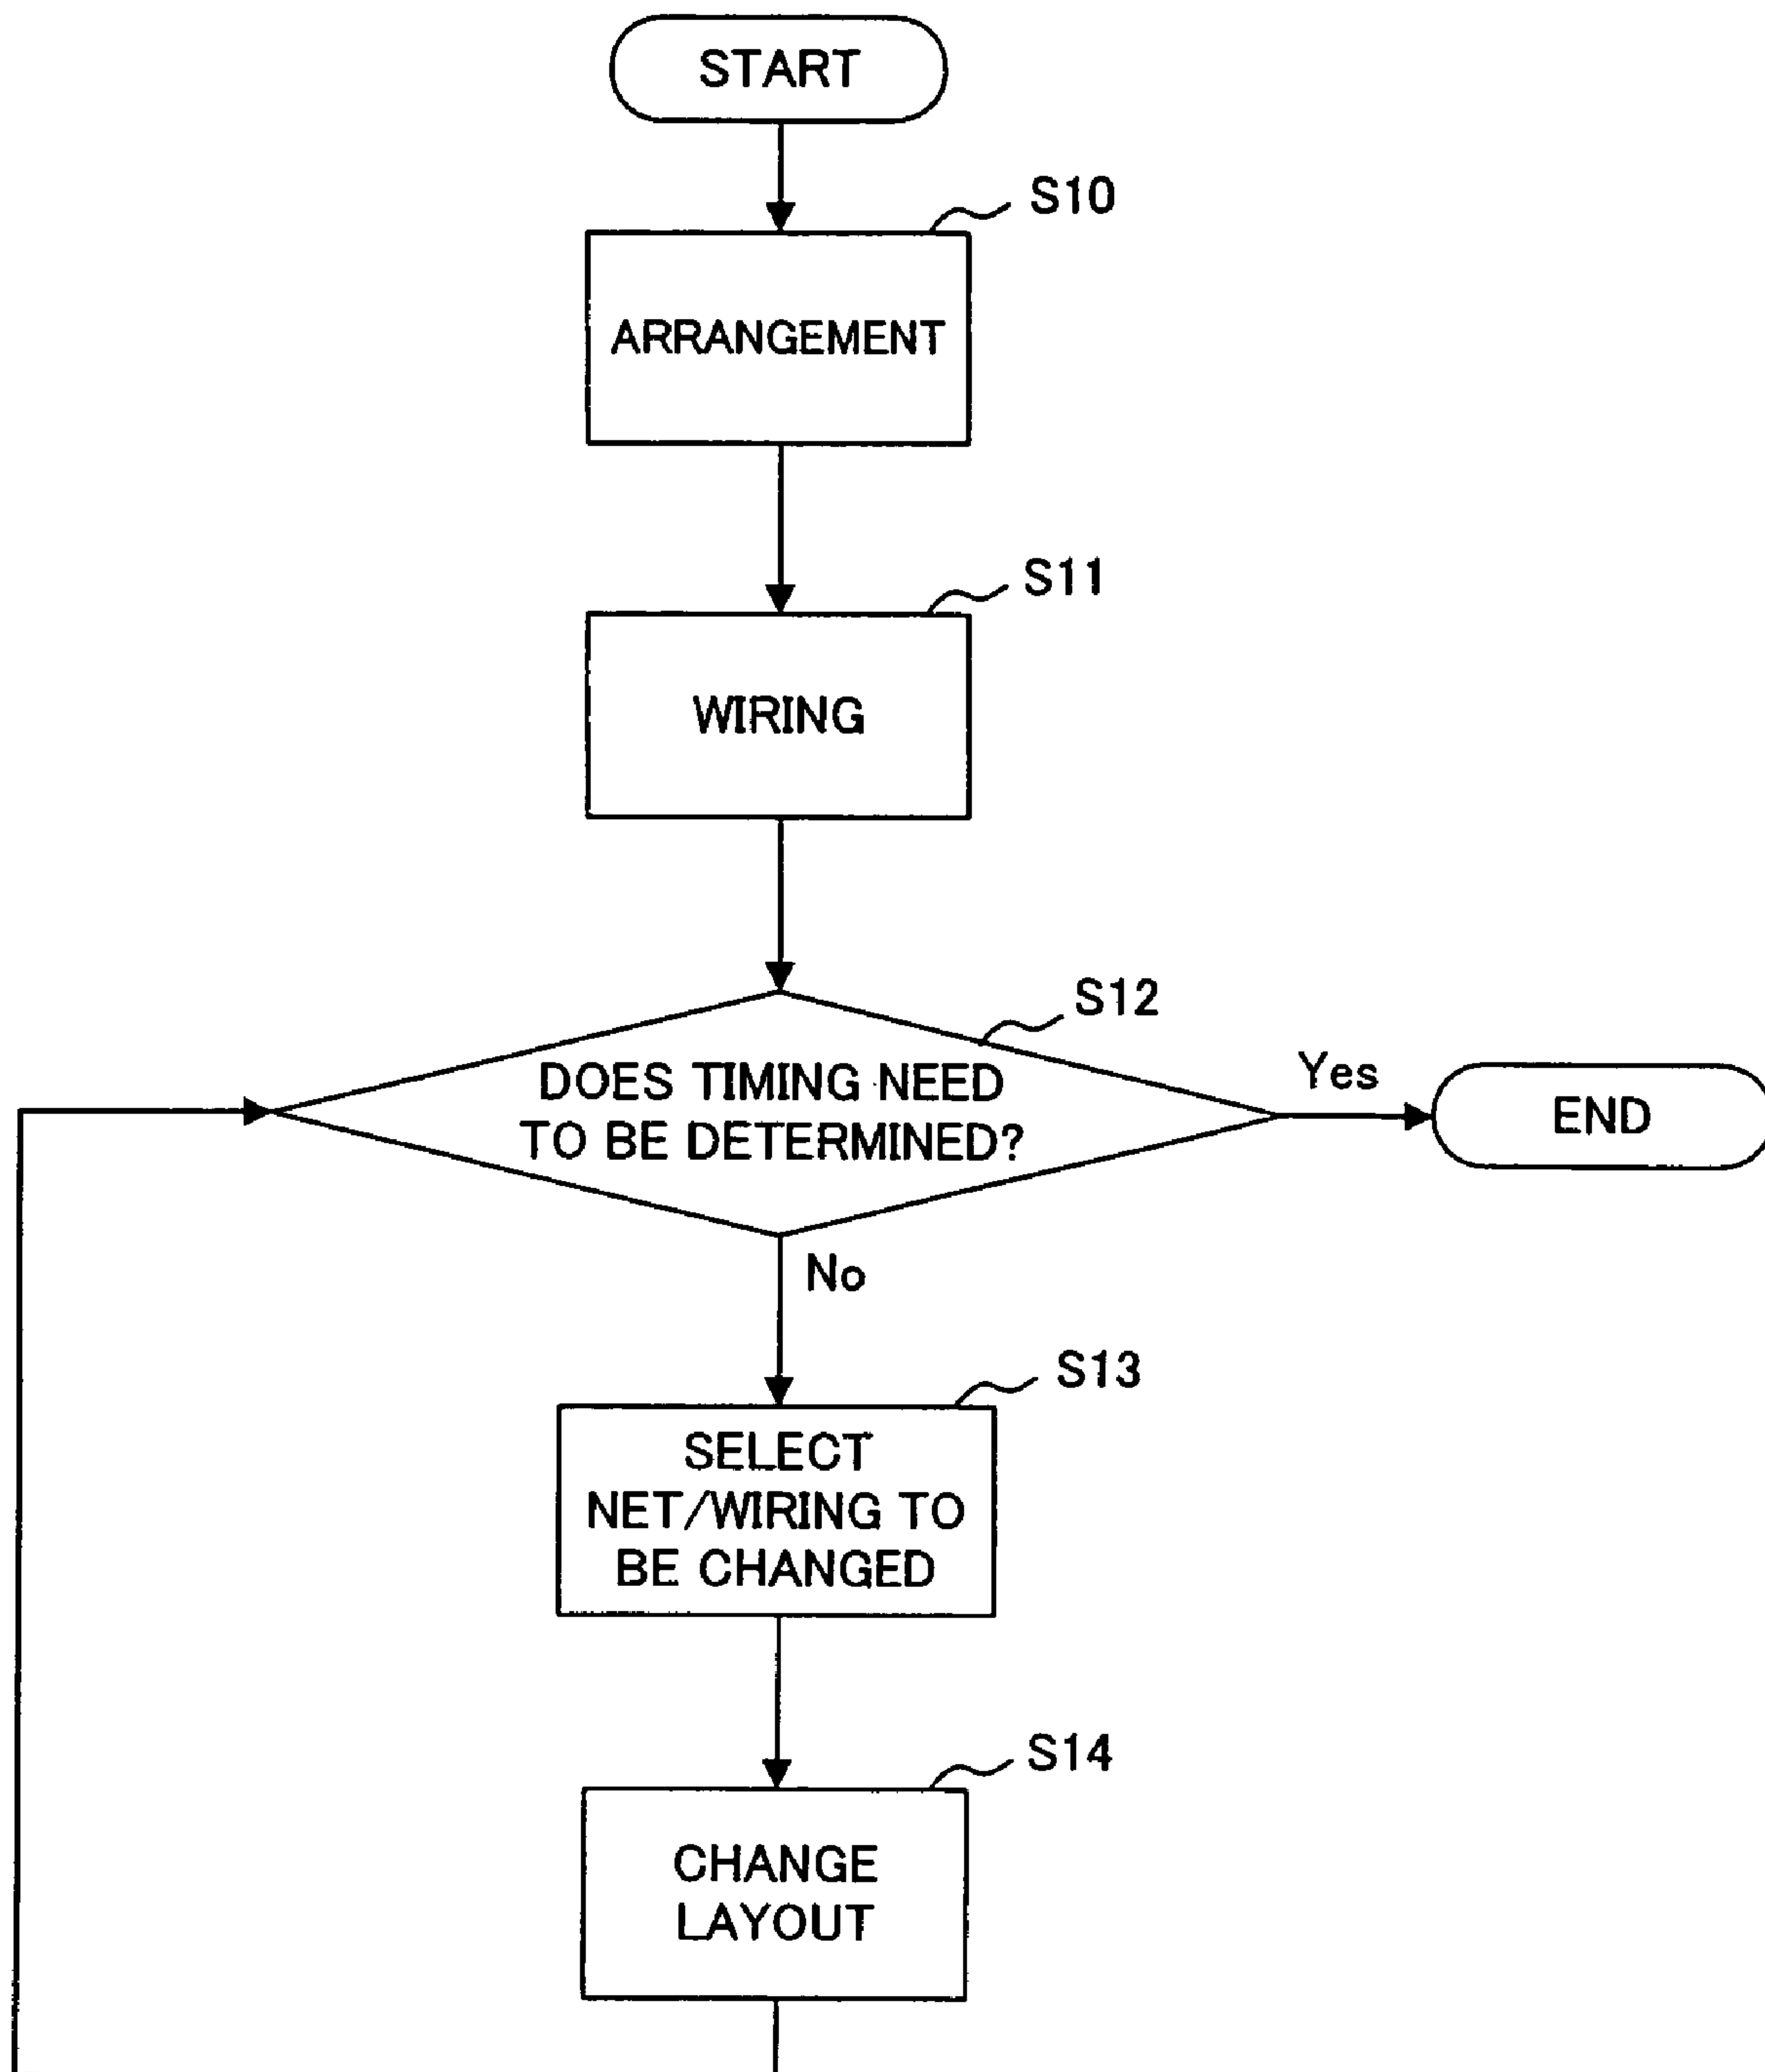 START
S10
ARRANGEMENT
S11
WIRING
S12
DOES TIMING NEED
TO BE DETERMINED?
Yes
END
No
S13
SELECT
NET/WIRING TO
BE CHANGED
S14
CHANGE
LAYOUT